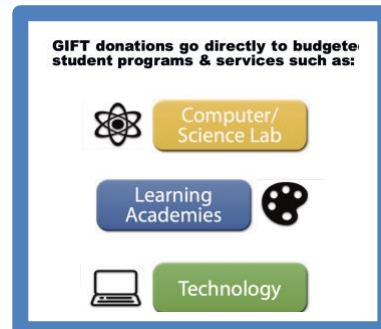 GIFT donations go directly to budgete
student programs & services such as:
Computer/
Science Lab
Learning
Academies
Technology